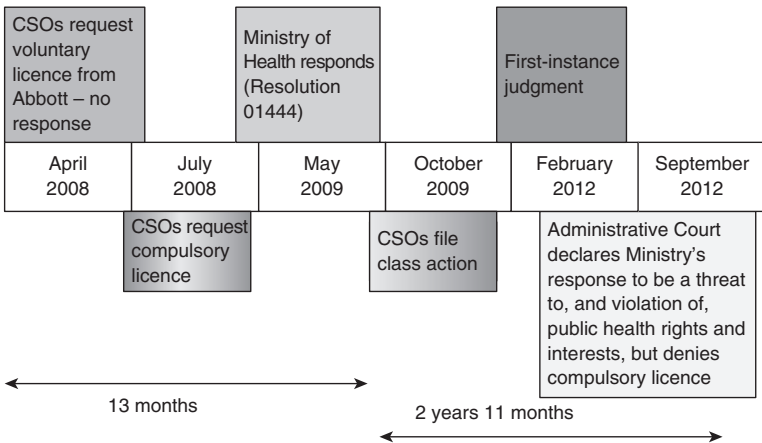 CSOs request
voluntary
licence from
Abbott – no
response
Ministry of
Health responds
(Resolution
01444)
First-instance
judgment
April
2008
July
2008
May
2009
October
2009
February
2012
September
2012
CSOs request
compulsory
licence
CSOs file
class action
Administrative Court
declares Ministry’s
response to be a threat
to, and violation of,
public health rights and
interests, but denies
compulsory licence
13 months
2 years 11 months